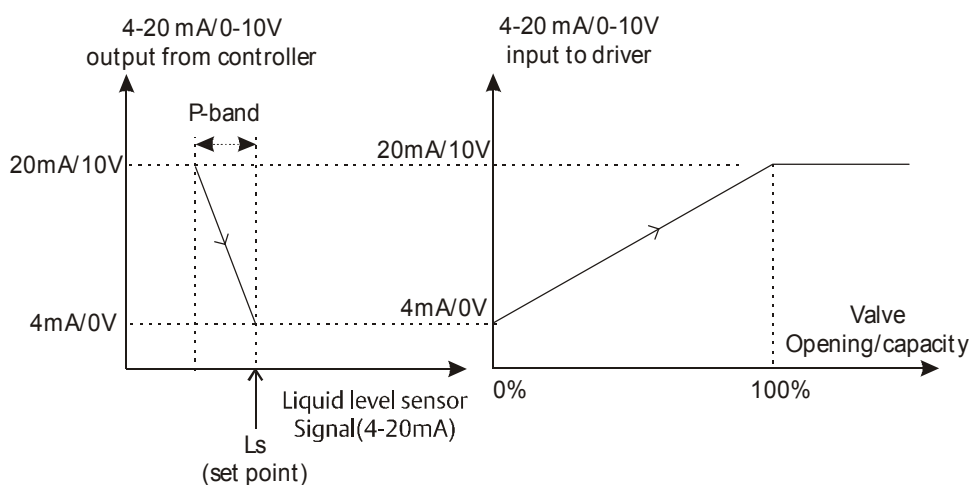 4-20 mA/0-10V
output from controller
P-band
20mA/10V
4mA/0V
Liquid level sensor
Signal(4-20mA)
Ls
(set point)
4-20 mA/0-10V
input to driver
20mA/10V
4mA/0V
Valve
Opening/capacity
0%
100%